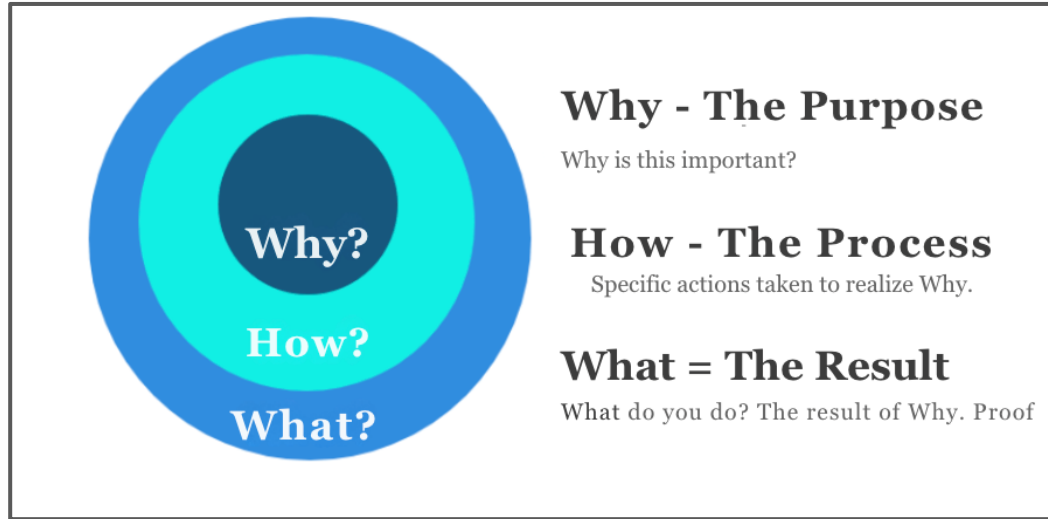 Why?
How?
What?
Why - The Purpose
Why is this important?
How - The Process
Specific actions taken to realize Why.
What = The Result
What do you do? The result of Why. Proof